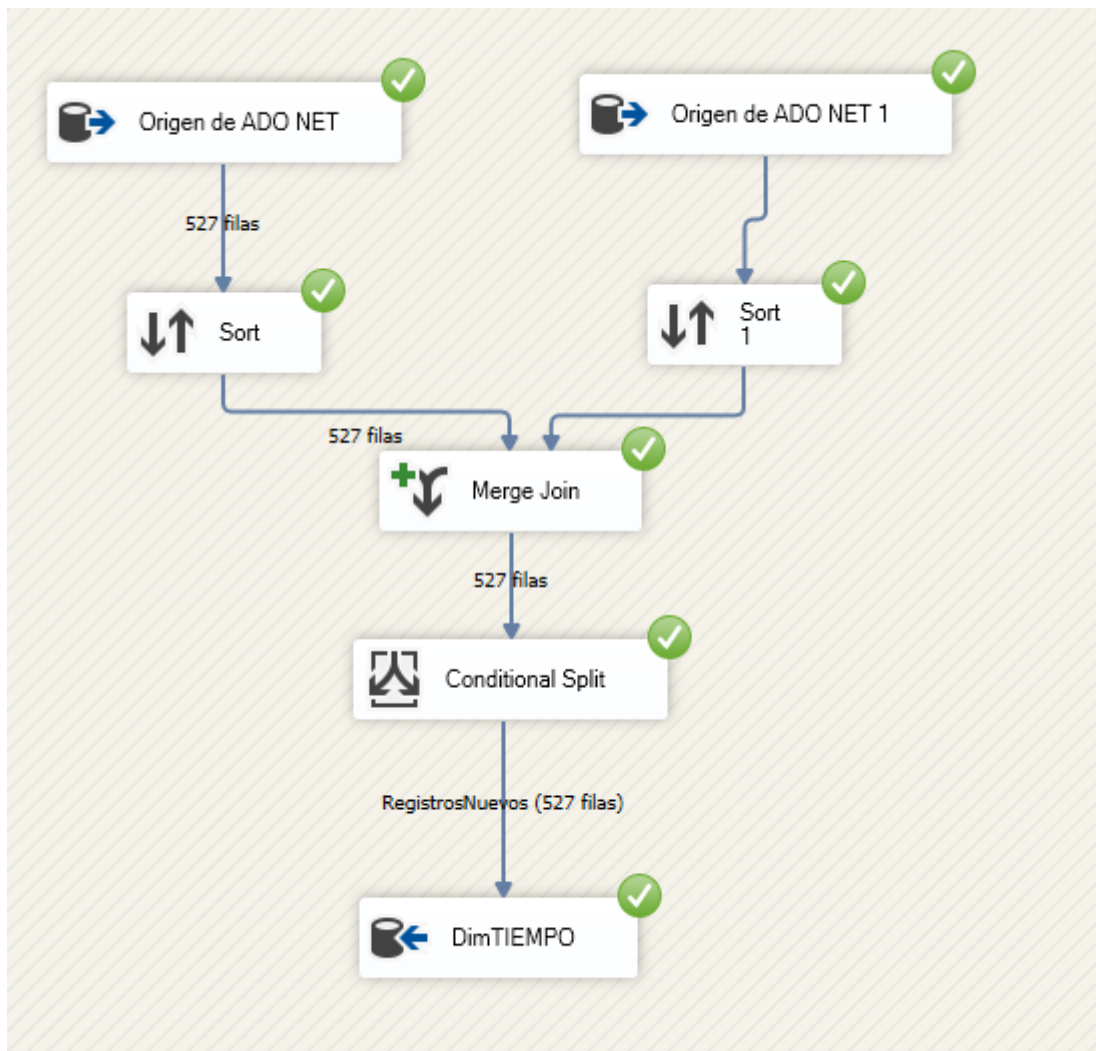 Origen de ADO NET
Origen de ADO NET 1
527 filas
Sort
Sort
1
527 filas
Merge Join
527 filas
Conditional Split
RegistrosNuevos (527 filas)
DimTIEMPO